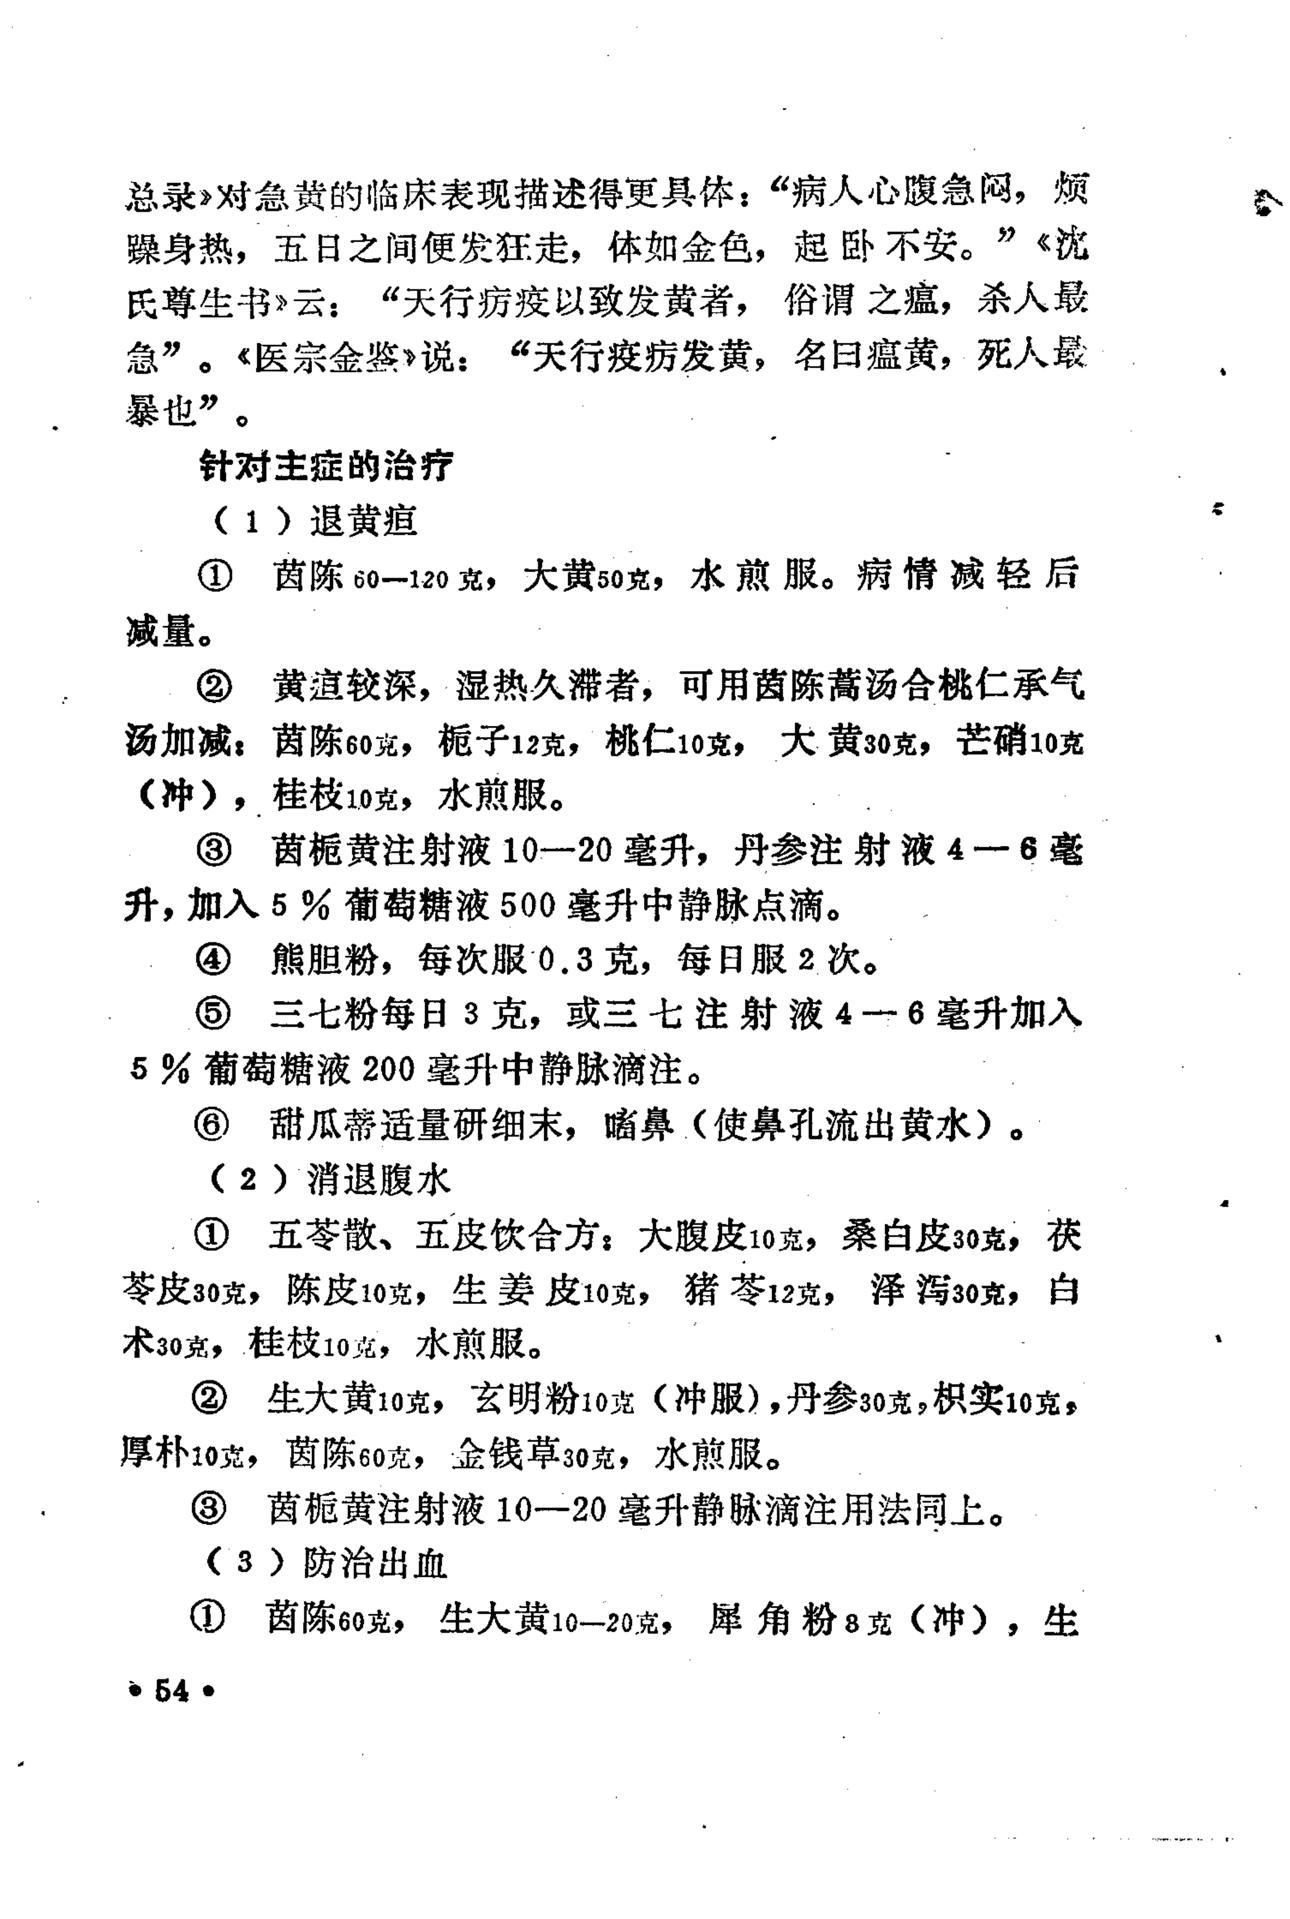 总录》对急黄的临床表现描述得更具体：“病人心腹急闷，烦
躁身热，五日之间便发狂走，体如金色，起卧不安。”《沈
氏尊生书》云：“天行疠疫以致发黄者，俗谓之瘟，杀人最
急”。《医宗金鉴》说：“天行疫疠发黄，名曰瘟黄，死人最
暴也”。
针对主症的治疗
（1）退黄疸
① 茵陈60—120克，大黄50克，水煎服。病情减轻后
减量。
② 黄疸较深，湿热久滞者，可用茵陈蒿汤合桃仁承气
汤加减：茵陈60克，栀子12克，桃仁10克，大黄30克，芒硝10克
（冲），桂枝10克，水煎服。
③ 茵栀黄注射液10—20毫升，丹参注射液4—6毫
升，加入5％葡萄糖液500毫升中静脉点滴。
④ 熊胆粉，每次服0.3克，每日服2次。
⑤ 三七粉每日3克，或三七注射液4—6毫升加入
5％葡萄糖液200毫升中静脉滴注。
⑥ 甜瓜蒂适量研细末，㗜鼻（使鼻孔流出黄水）。
（2）消退腹水
① 五苓散、五皮饮合方：大腹皮10克，桑白皮30克，茯
苓皮30克，陈皮10克，生姜皮10克，猪苓12克，泽泻30克，白
术30克，桂枝10克，水煎服。
② 生大黄10克，玄明粉10克（冲服），丹参30克，枳实10克，
厚朴10克，茵陈60克，金钱草30克，水煎服。
③ 茵栀黄注射液10—20毫升静脉滴注用法同上。
（3）防治出血
① 茵陈60克，生大黄10—20克，犀角粉8克（冲），生
• 54 •